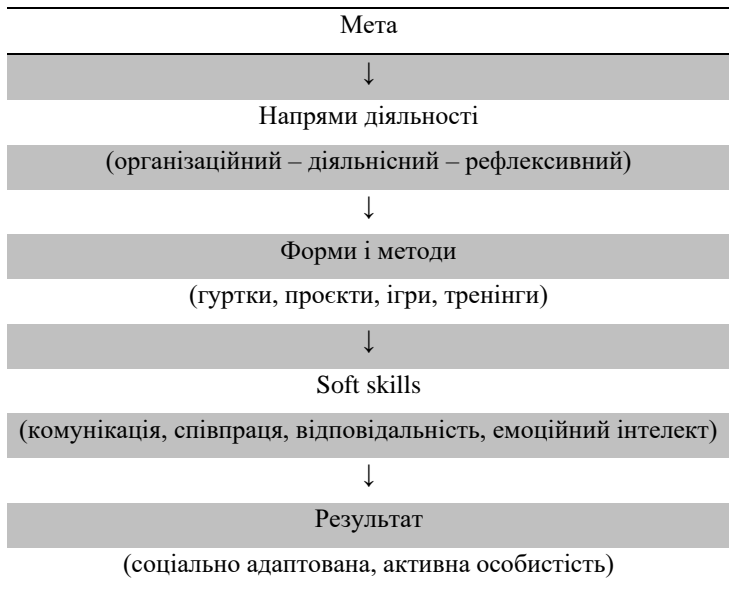 Мета
↓
Напрями діяльності
(організаційний – діяльнісний – рефлексивний)
↓
Форми і методи
(гуртки, проєкти, ігри, тренінги)
↓
Soft skills
(комунікація, співпраця, відповідальність, емоційний інтелект)
↓
Результат
(соціально адаптована, активна особистість)